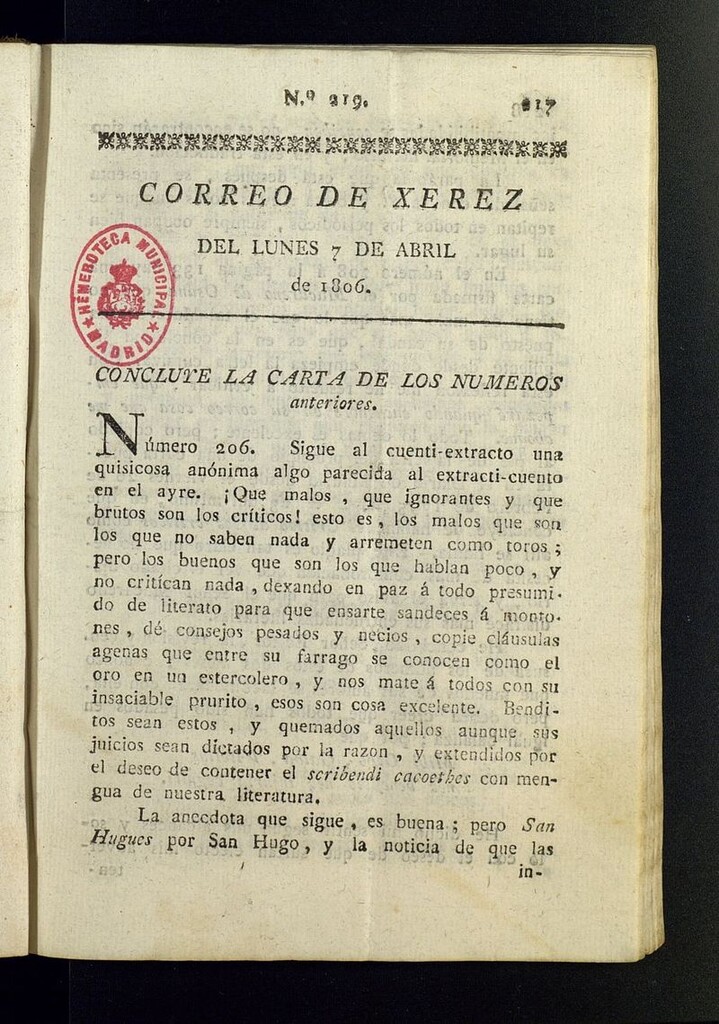 N.º 219. 217
CORREO DE XEREZ
DEL LUNES 7 DE ABRIL
de 1806.
HEMEROTECA MUNICIPAL
★ MADRID ★
CONCLUYE LA CARTA DE LOS NUMEROS
anteriores.
Número 206. Sigue al cuenti-extracto una
quisicosa anónima algo parecida al extracti-cuento
en el ayre. ¡Que malos, que ignorantes y que
brutos son los críticos! esto es, los malos que son
los que no saben nada y arremeten como toros;
pero los buenos que son los que hablan poco, y
no critícan nada, dexando en paz á todo presumi-
do de literato para que ensarte sandeces á monto-
nes, dé consejos pesados y necios, copie cláusulas
agenas que entre su farrago se conocen como el
oro en un estercolero, y nos mate á todos con su
insaciable prurito, esos son cosa excelente. Bendi-
tos sean estos, y quemados aquellos aunque sus
juicios sean dictados por la razon, y extendidos por
el deseo de contener el scribendi cacoethes con men-
gua de nuestra literatura.
La anecdota que sigue, es buena; pero San
Hugues por San Hugo, y la noticia de que las
in-